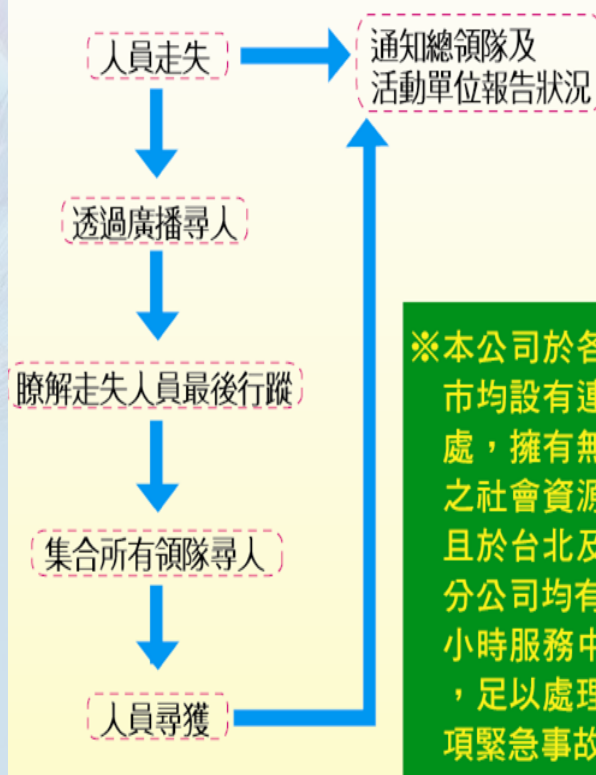 人員走失
通知總領隊及
活動單位報告狀況
透過廣播尋人
瞭解走失人員最後行蹤
集合所有領隊尋人
人員尋獲
※本公司於各
市均設有連
處，擁有無
之社會資源
且於台北及
分公司均有
小時服務中
，足以處理
項緊急事故